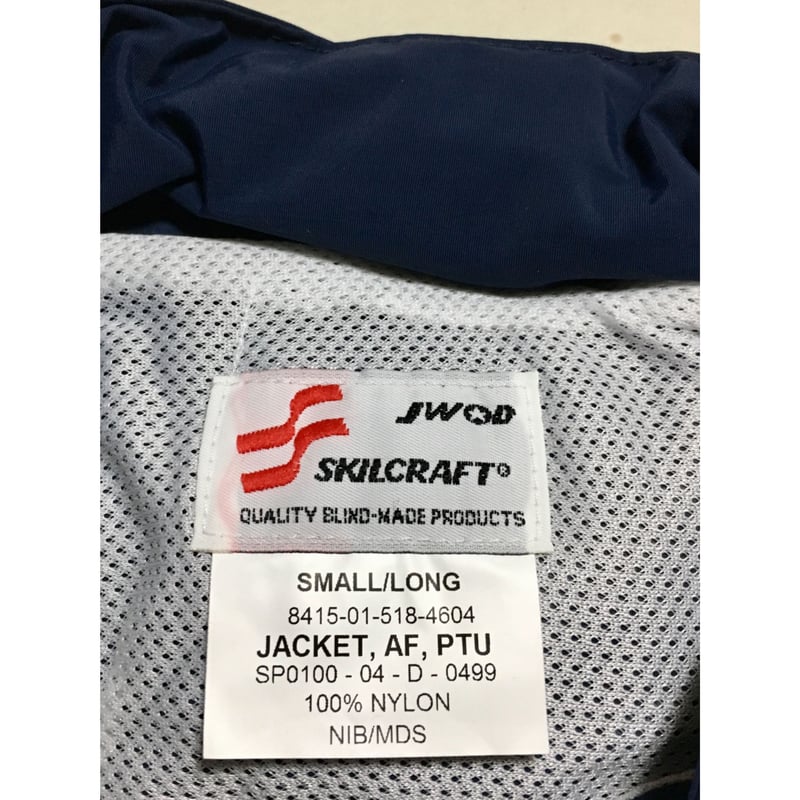 JWOD
SKILCRAFT®
QUALITY BLIND-MADE PRODUCTS
SMALL/LONG
8415-01-518-4604
JACKET, AF, PTU
SP0100 - 04 - D - 0499
100% NYLON
NIB/MDS